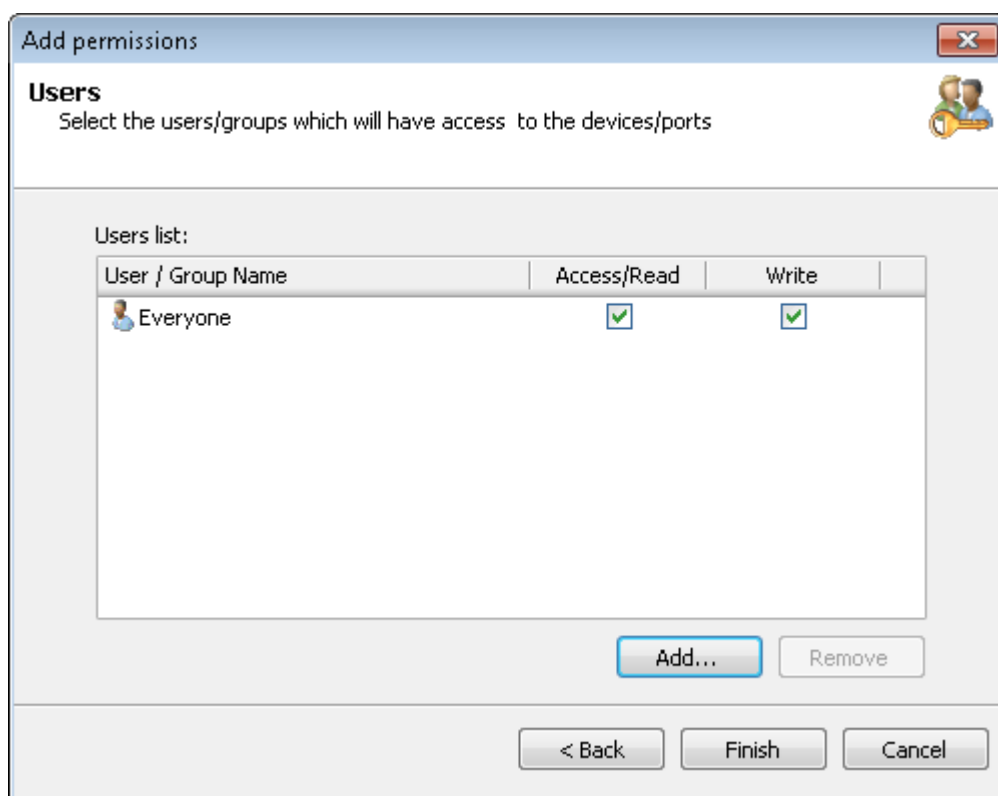 Add permissions
Users
Select the users/groups which will have access to the devices/ports
Users list:
User / Group Name Access/Read Write
Everyone
Add... Remove
< Back Finish Cancel